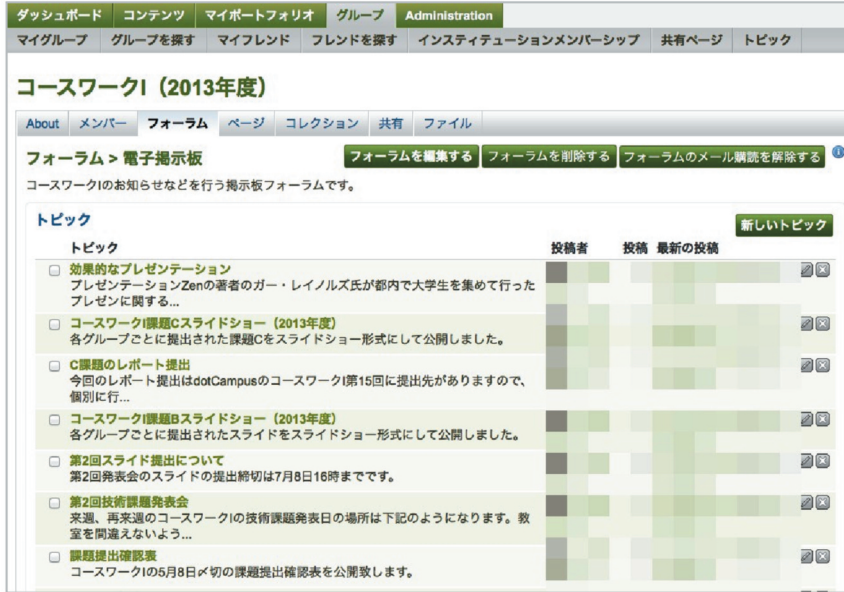 ダッシュボード コンテンツ マイポートフォリオ グループ Administration
マイグループ グループを探す マイフレンド フレンドを探す インスティテューションメンバーシップ 共有ページ トピック
コースワークI（2013年度）
About メンバー フォーラム ページ コレクション 共有 ファイル
フォーラム > 電子掲示板 フォーラムを編集する フォーラムを削除する フォーラムのメール購読を解除する
コースワークIのお知らせなどを行う掲示板フォーラムです。
トピック 新しいトピック
トピック 投稿者 投稿 最新の投稿
効果的なプレゼンテーション
プレゼンテーションZenの著者のガー・レイノルズ氏が都内で大学生を集めて行った
プレゼンに関する...
コースワークI課題Cスライドショー（2013年度）
各グループごとに提出された課題Cをスライドショー形式にして公開しました。
C課題のレポート提出
今回のレポート提出はdotCampusのコースワークI第15回に提出先がありますので、
個別に行...
コースワークI課題Bスライドショー（2013年度）
各グループごとに提出されたスライドをスライドショー形式にして公開しました。
第2回スライド提出について
第2回発表会のスライドの提出締切は7月8日16時までです。
第2回技術課題発表会
来週、再来週のコースワークIの技術課題発表日の場所は下記のようになります。教
室を間違えないよう...
課題提出確認表
コースワークIの5月8日〆切の課題提出確認表を公開致します。